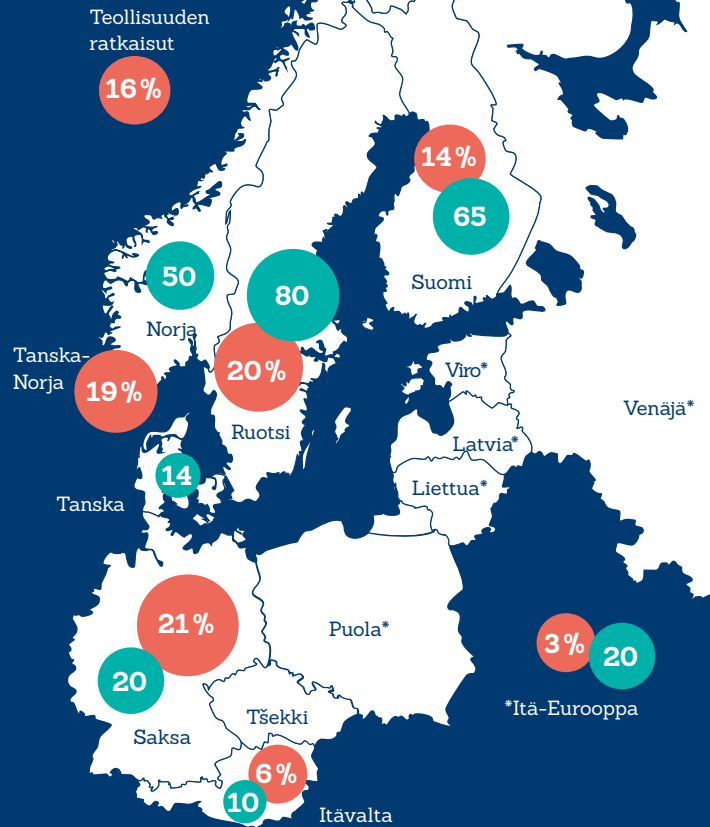 Teollisuuden
ratkaisut
16 %
14 %
65
Suomi
50
Norja
80
20 %
Ruotsi
Tanska-
Norja
19 %
Viro*
Venäjä*
Latvia*
Liettua*
14
Tanska
21 %
20
Saksa
Puola*
3 %
20
*Itä-Eurooppa
Tšekki
6 %
10
Itävalta